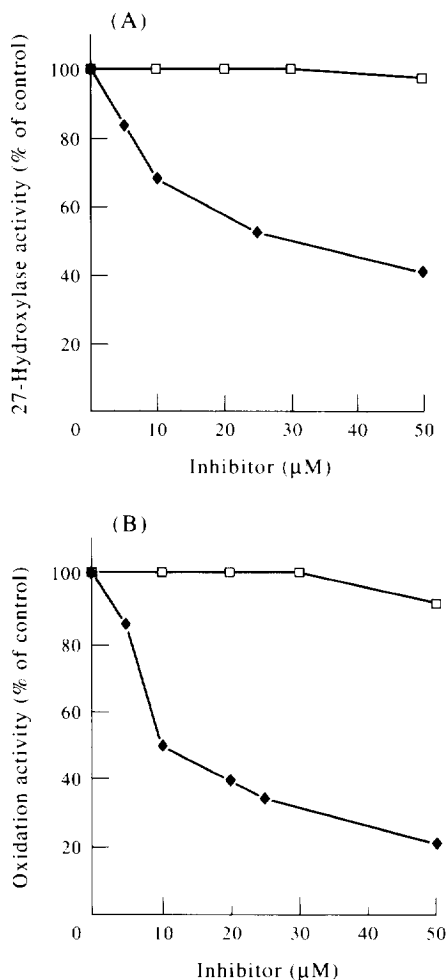 (A)
27-Hydroxylase activity (% of control)
100
80
60
40
20
0
0 10 20 30 40 50
Inhibitor (μM)
(B)
Oxidation activity (% of control)
100
80
60
40
20
0
0 10 20 30 40 50
Inhibitor (μM)